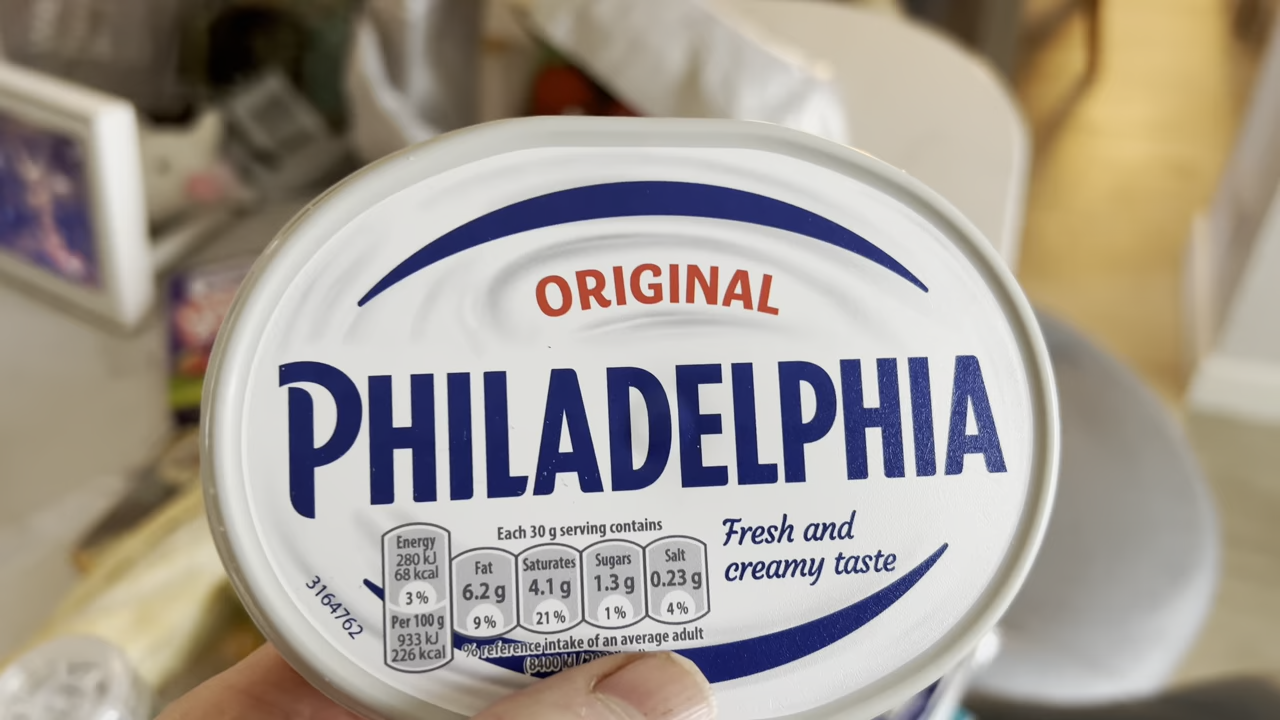 ORIGINAL
PHILADELPHIA
Fresh and
creamy taste
Each 30 g serving contains
Energy
280 kJ
68 kcal
3%
Per 100 g
933 kJ
226 kcal
Fat
6.2 g
9%
Saturates
4.1 g
21%
Sugars
1.3 g
1%
Salt
0.23 g
4%
% reference intake of an average adult
(8400 kJ
3164762